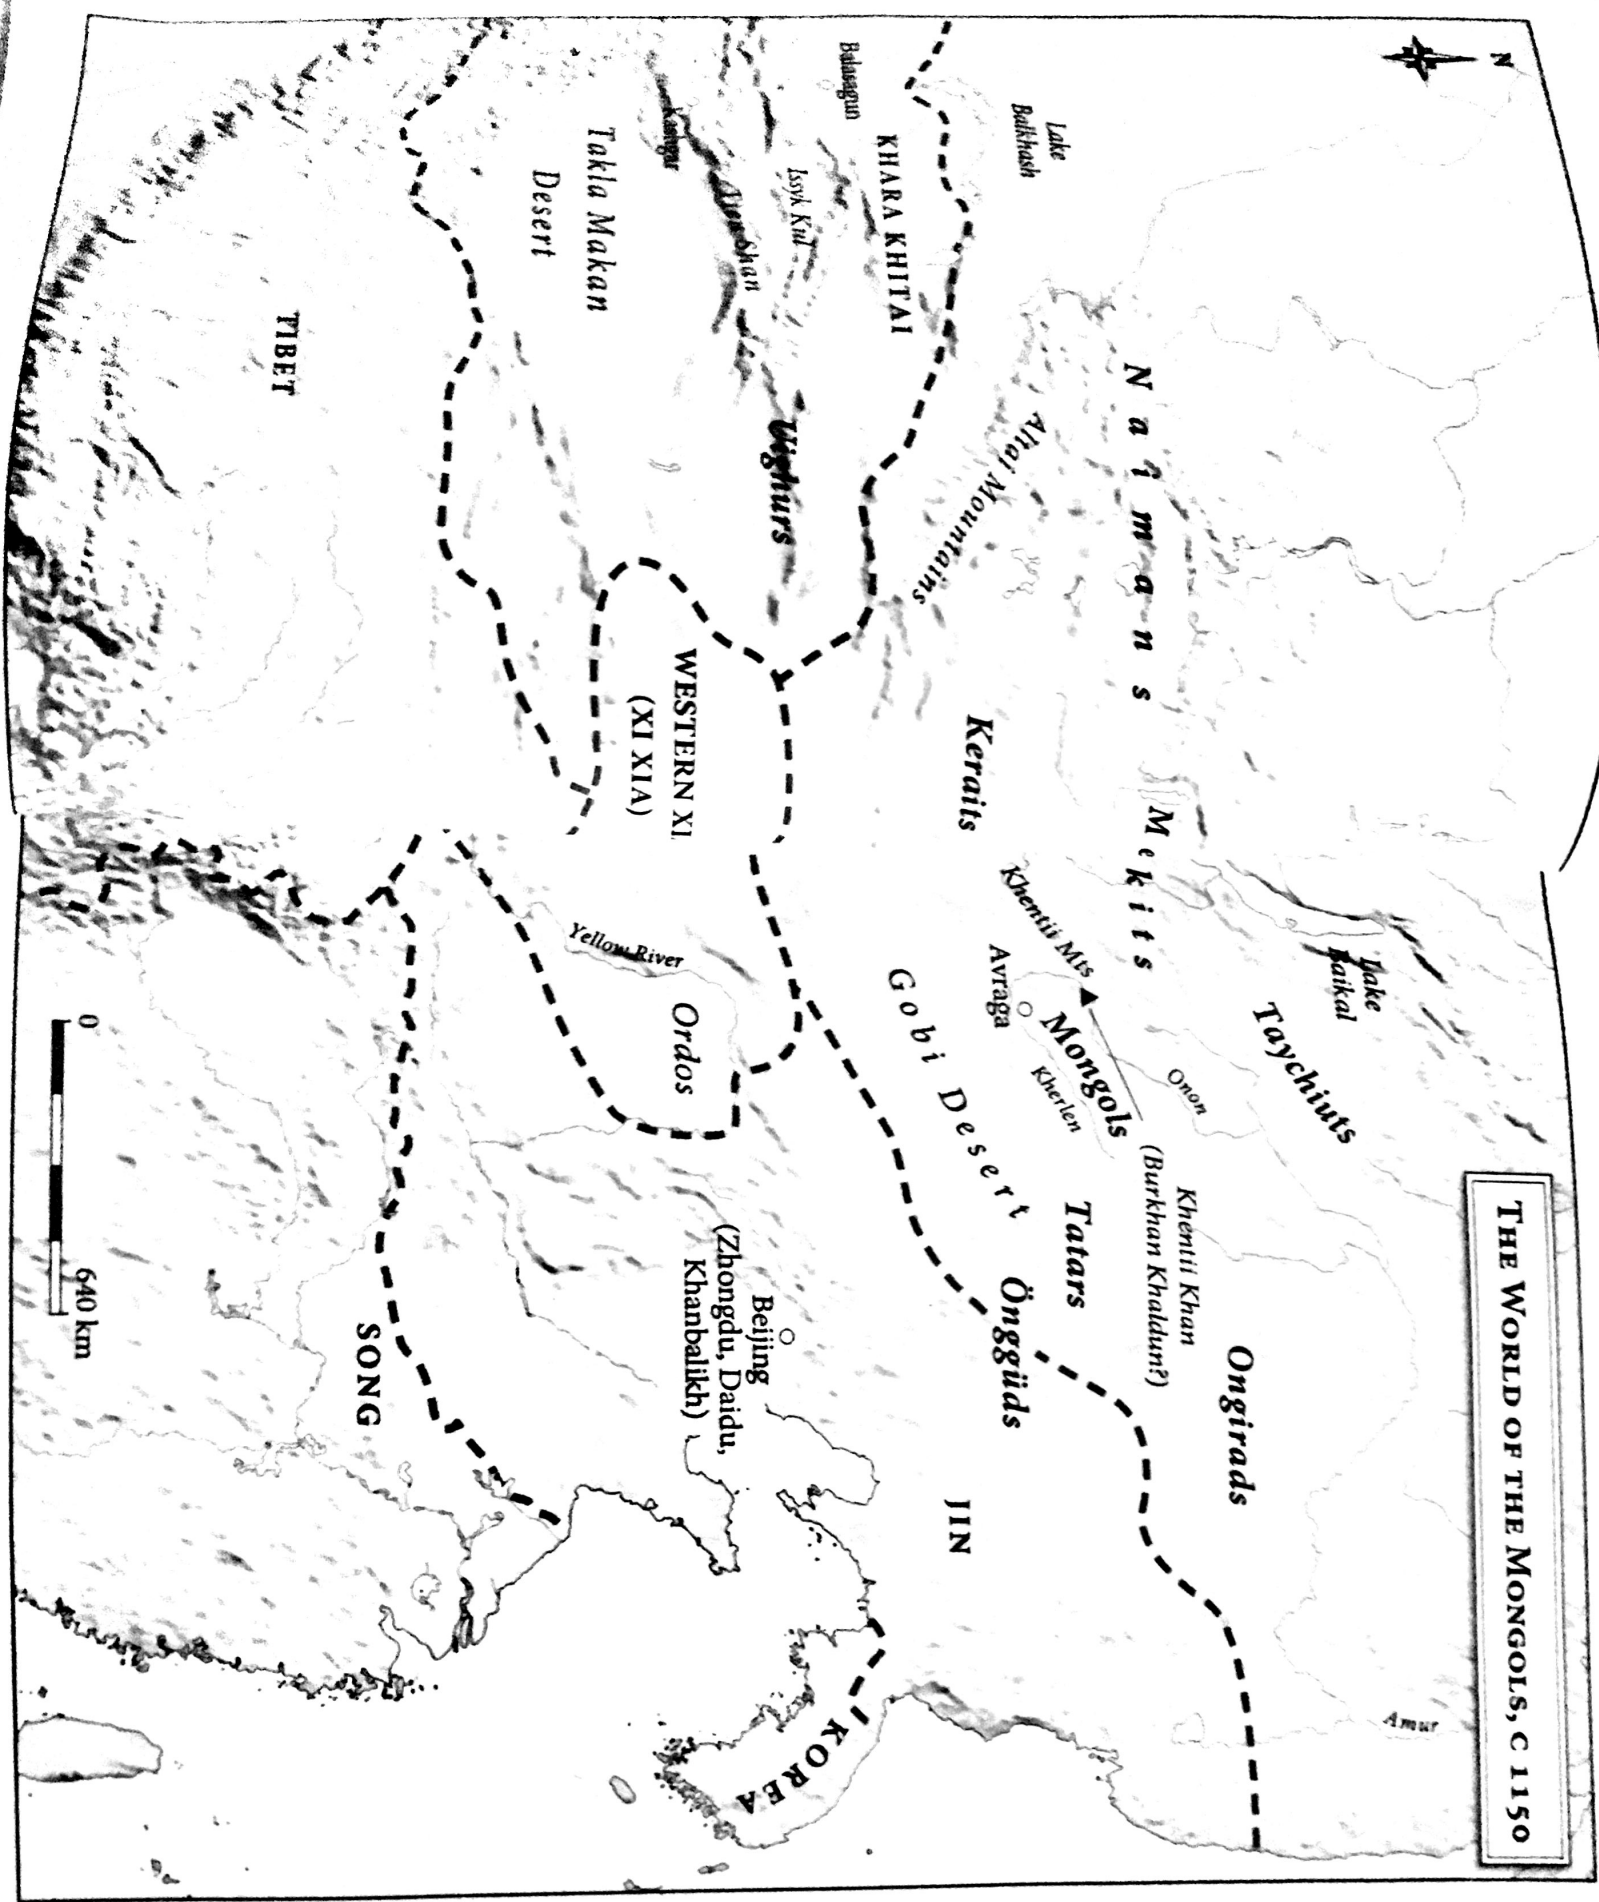 THE WORLD OF THE MONGOLS, C 1150
N
Lake
Balkhash
Balasagun
KHARA KHITAI
Issyk Kul
Kashgar
Tien Shan
Takla Makan
Desert
TIBET
Uighurs
Naimans
Altai Mountains
Keraits
WESTERN XI
(XI XIA)
Mekits
Lake
Baikal
Taychiuts
Khentii Mts
Avraga
Mongols
Kherlen
Onon
Khentii Khan
(Burkhan Khaldun?)
Gobi Desert
Tatars
Önggüds
Ongirads
Yellow River
Ordos
Beijing
(Zhongdu, Daidu,
Khanbalikh)
JIN
Amur
KOREA
SONG
0
640 km